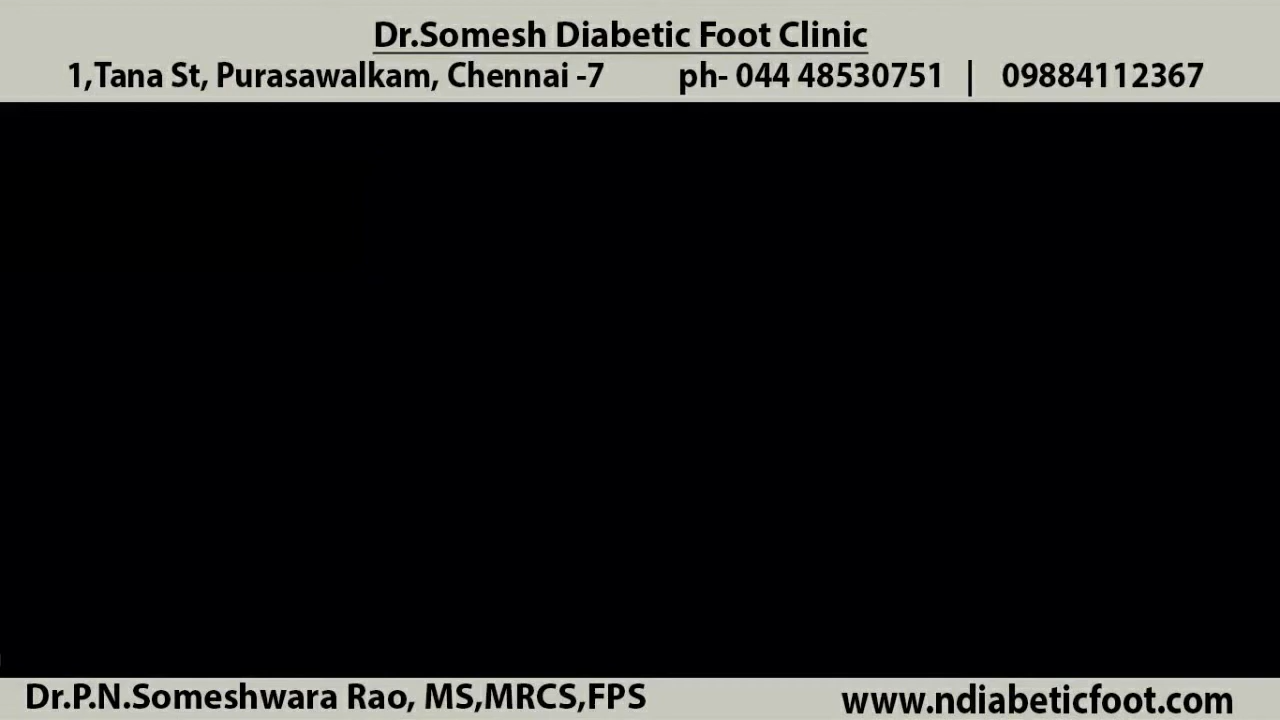 Dr.Somesh Diabetic Foot Clinic
1,Tana St, Purasawalkam, Chennai -7 ph- 044 48530751 | 09884112367
Dr.P.N.Someshwara Rao, MS,MRCS,FPS www.ndiabeticfoot.com